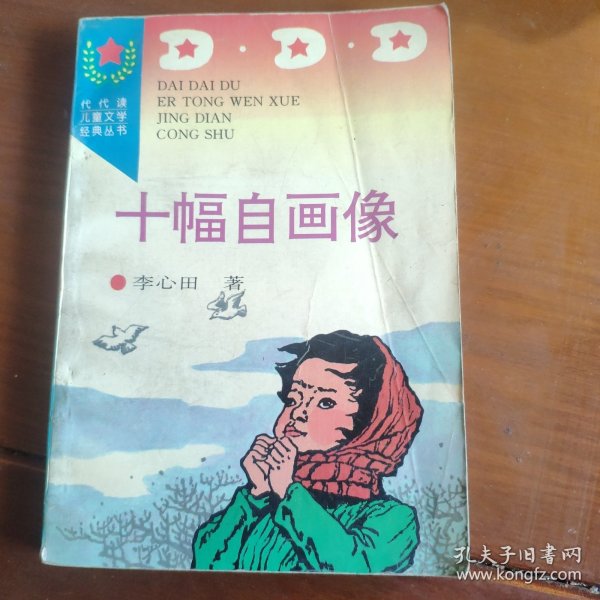 D·D·D
代代读
儿童文学
经典丛书
DAI DAI DU
ER TONG WEN XUE
JING DIAN
CONG SHU
十幅自画像
李心田 著
孔夫子旧书网
www.kongfz.com